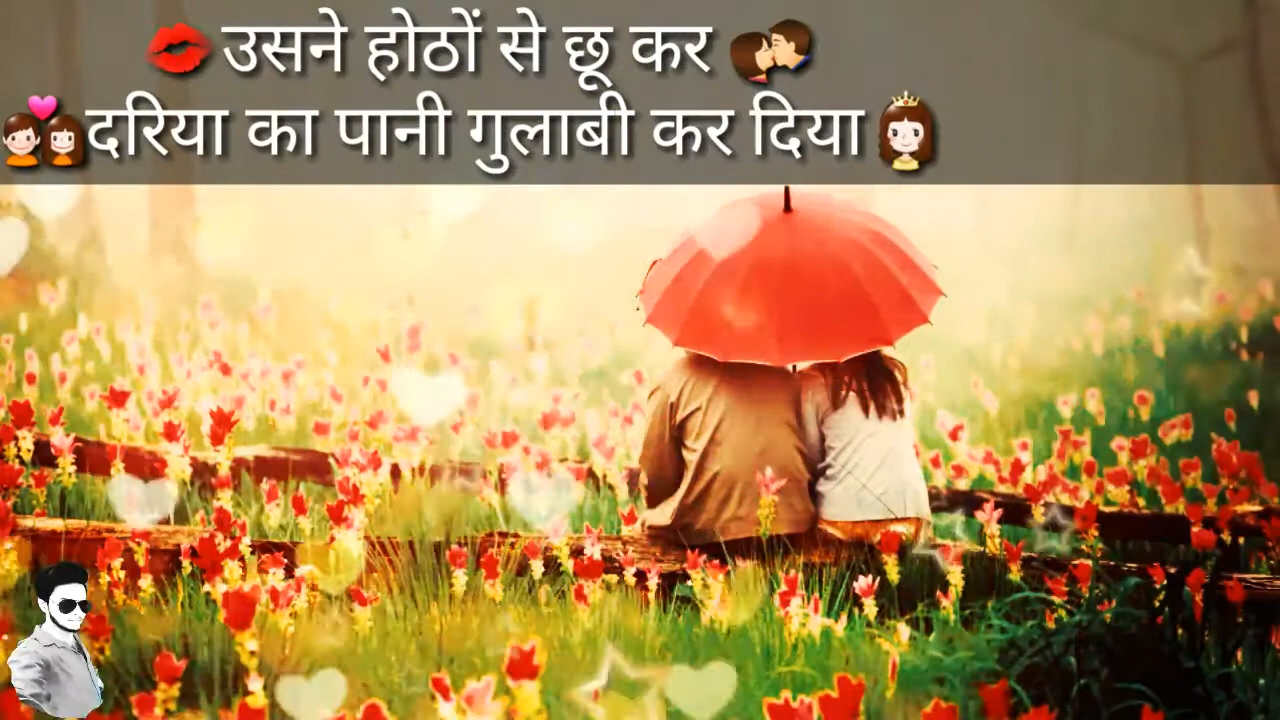 उसने होठों से छू कर
दरिया का पानी गुलाबी कर दिया